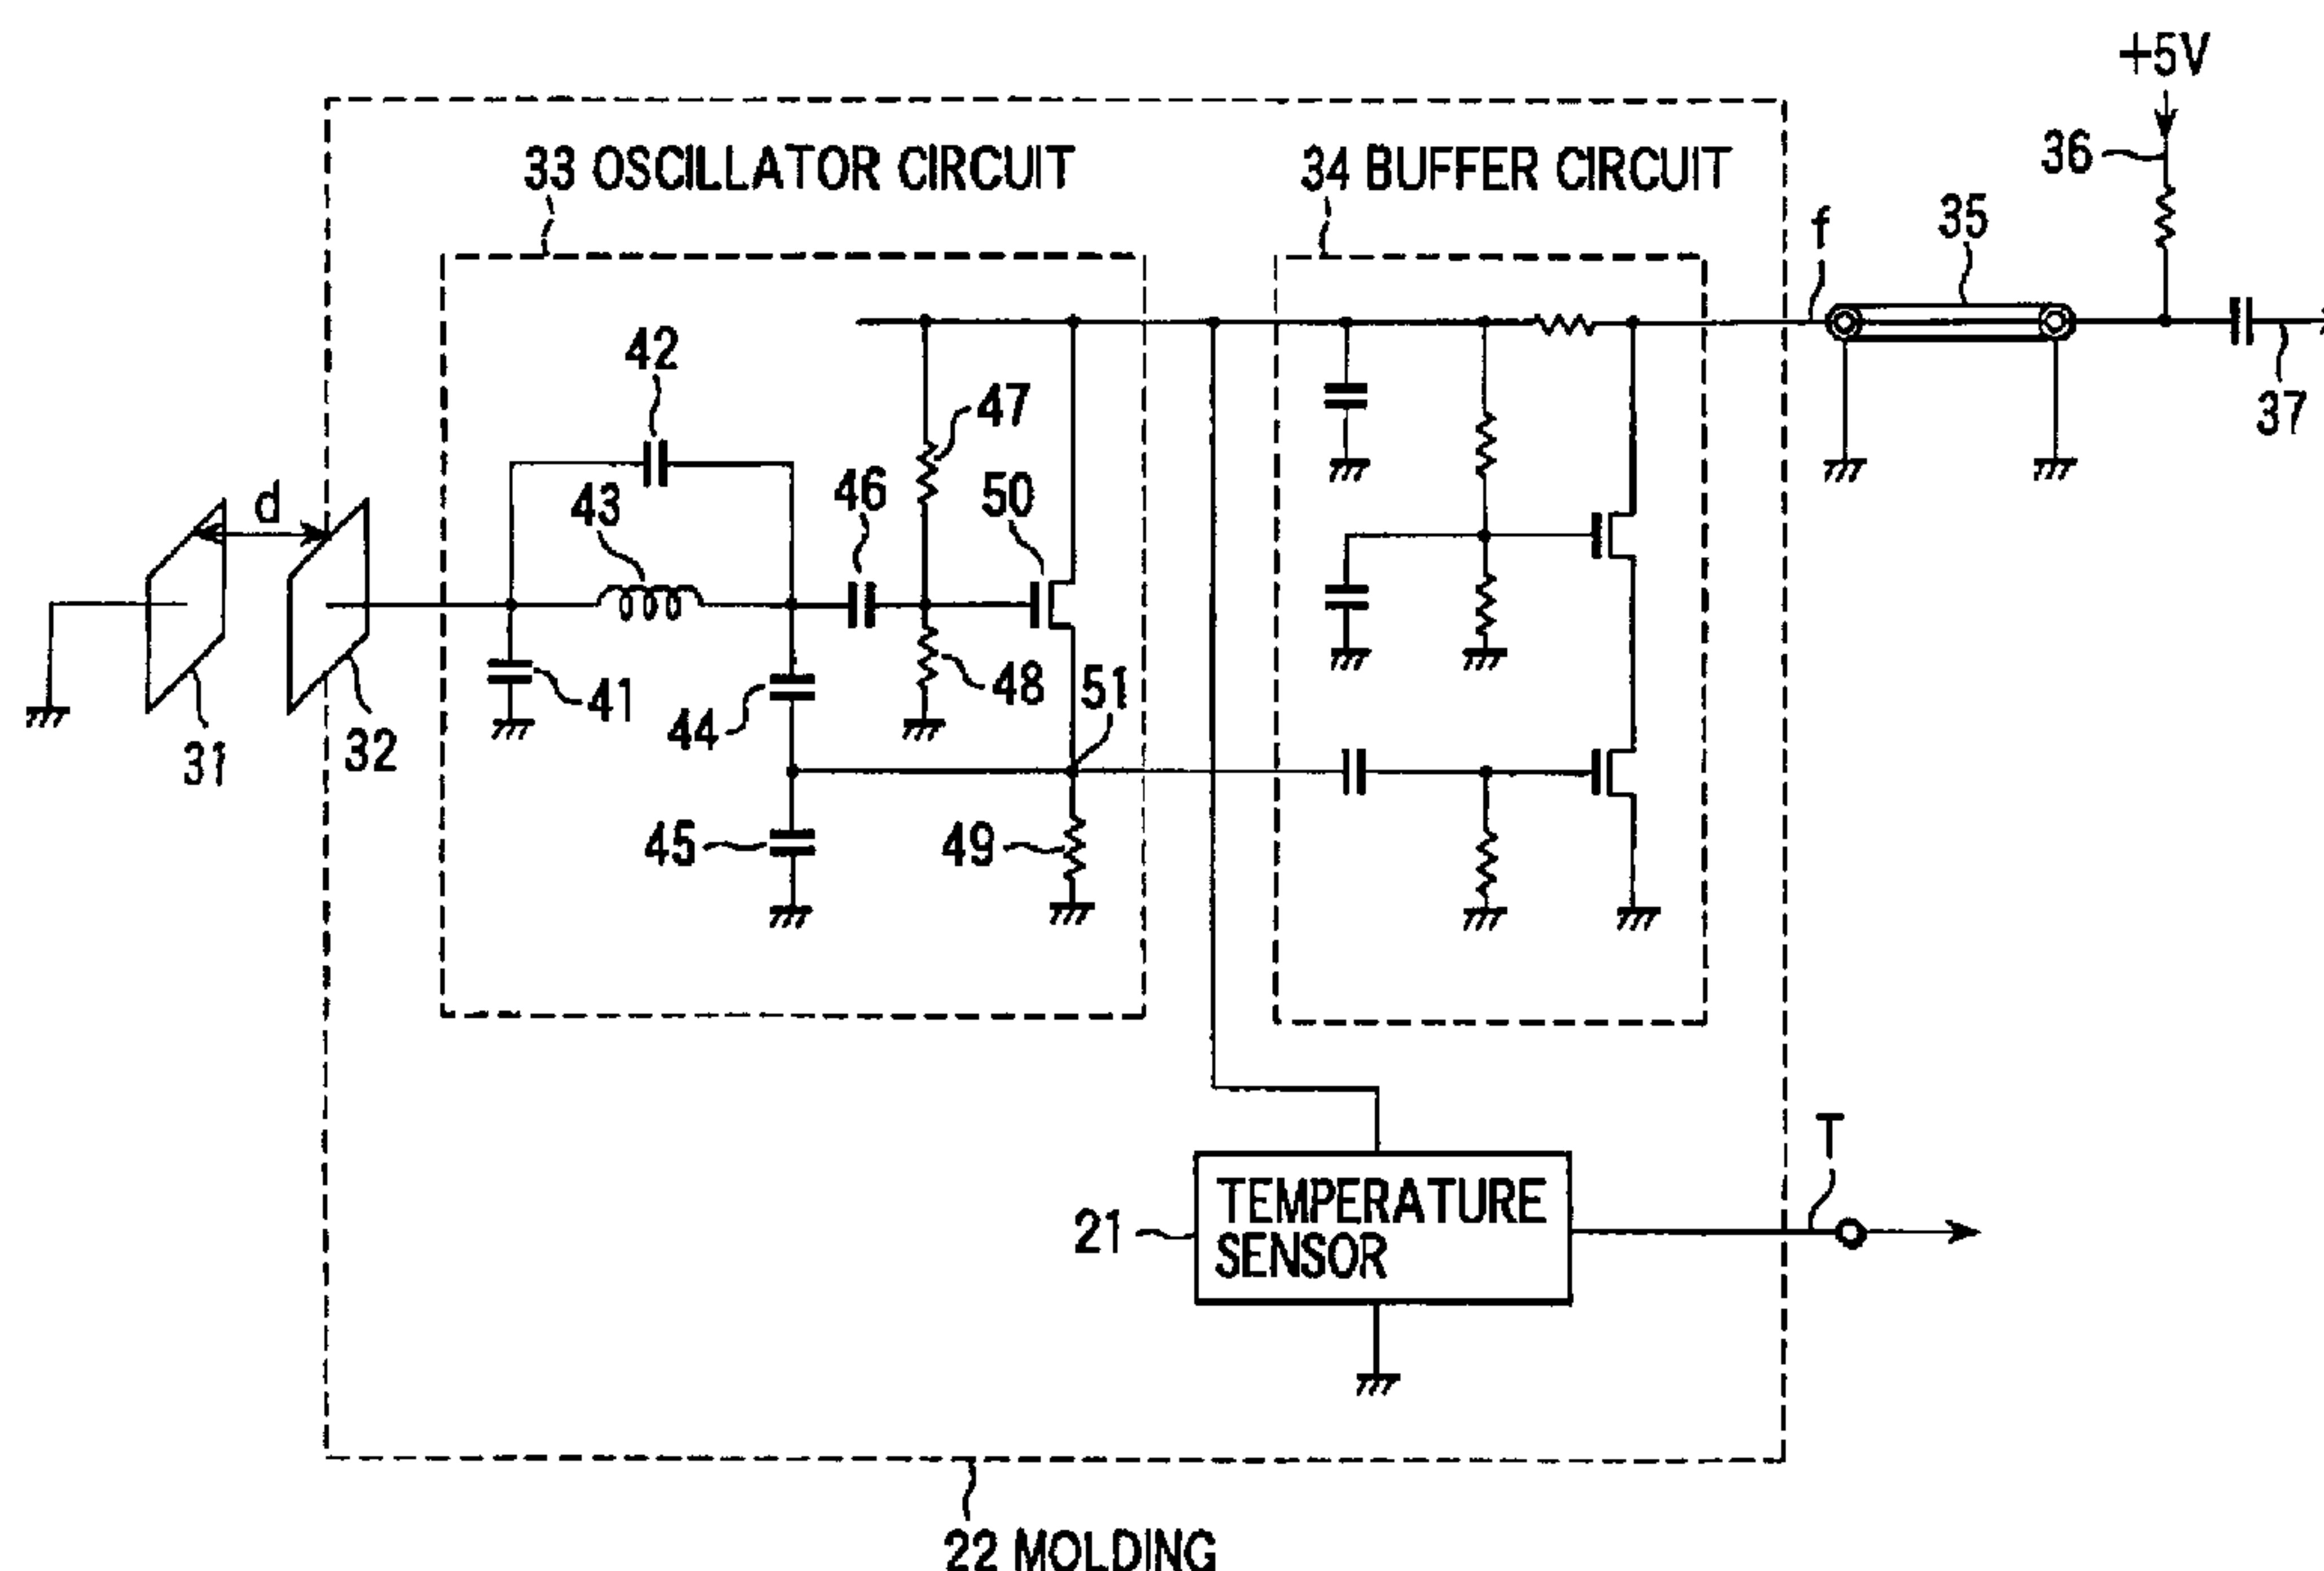 +5V
33 OSCILLATOR CIRCUIT
34 BUFFER CIRCUIT
36
f
35
42
47
37
d
43
46
50
41
44
48
51
31
32
45
49
T
21
TEMPERATURE
SENSOR
22 MOLDING